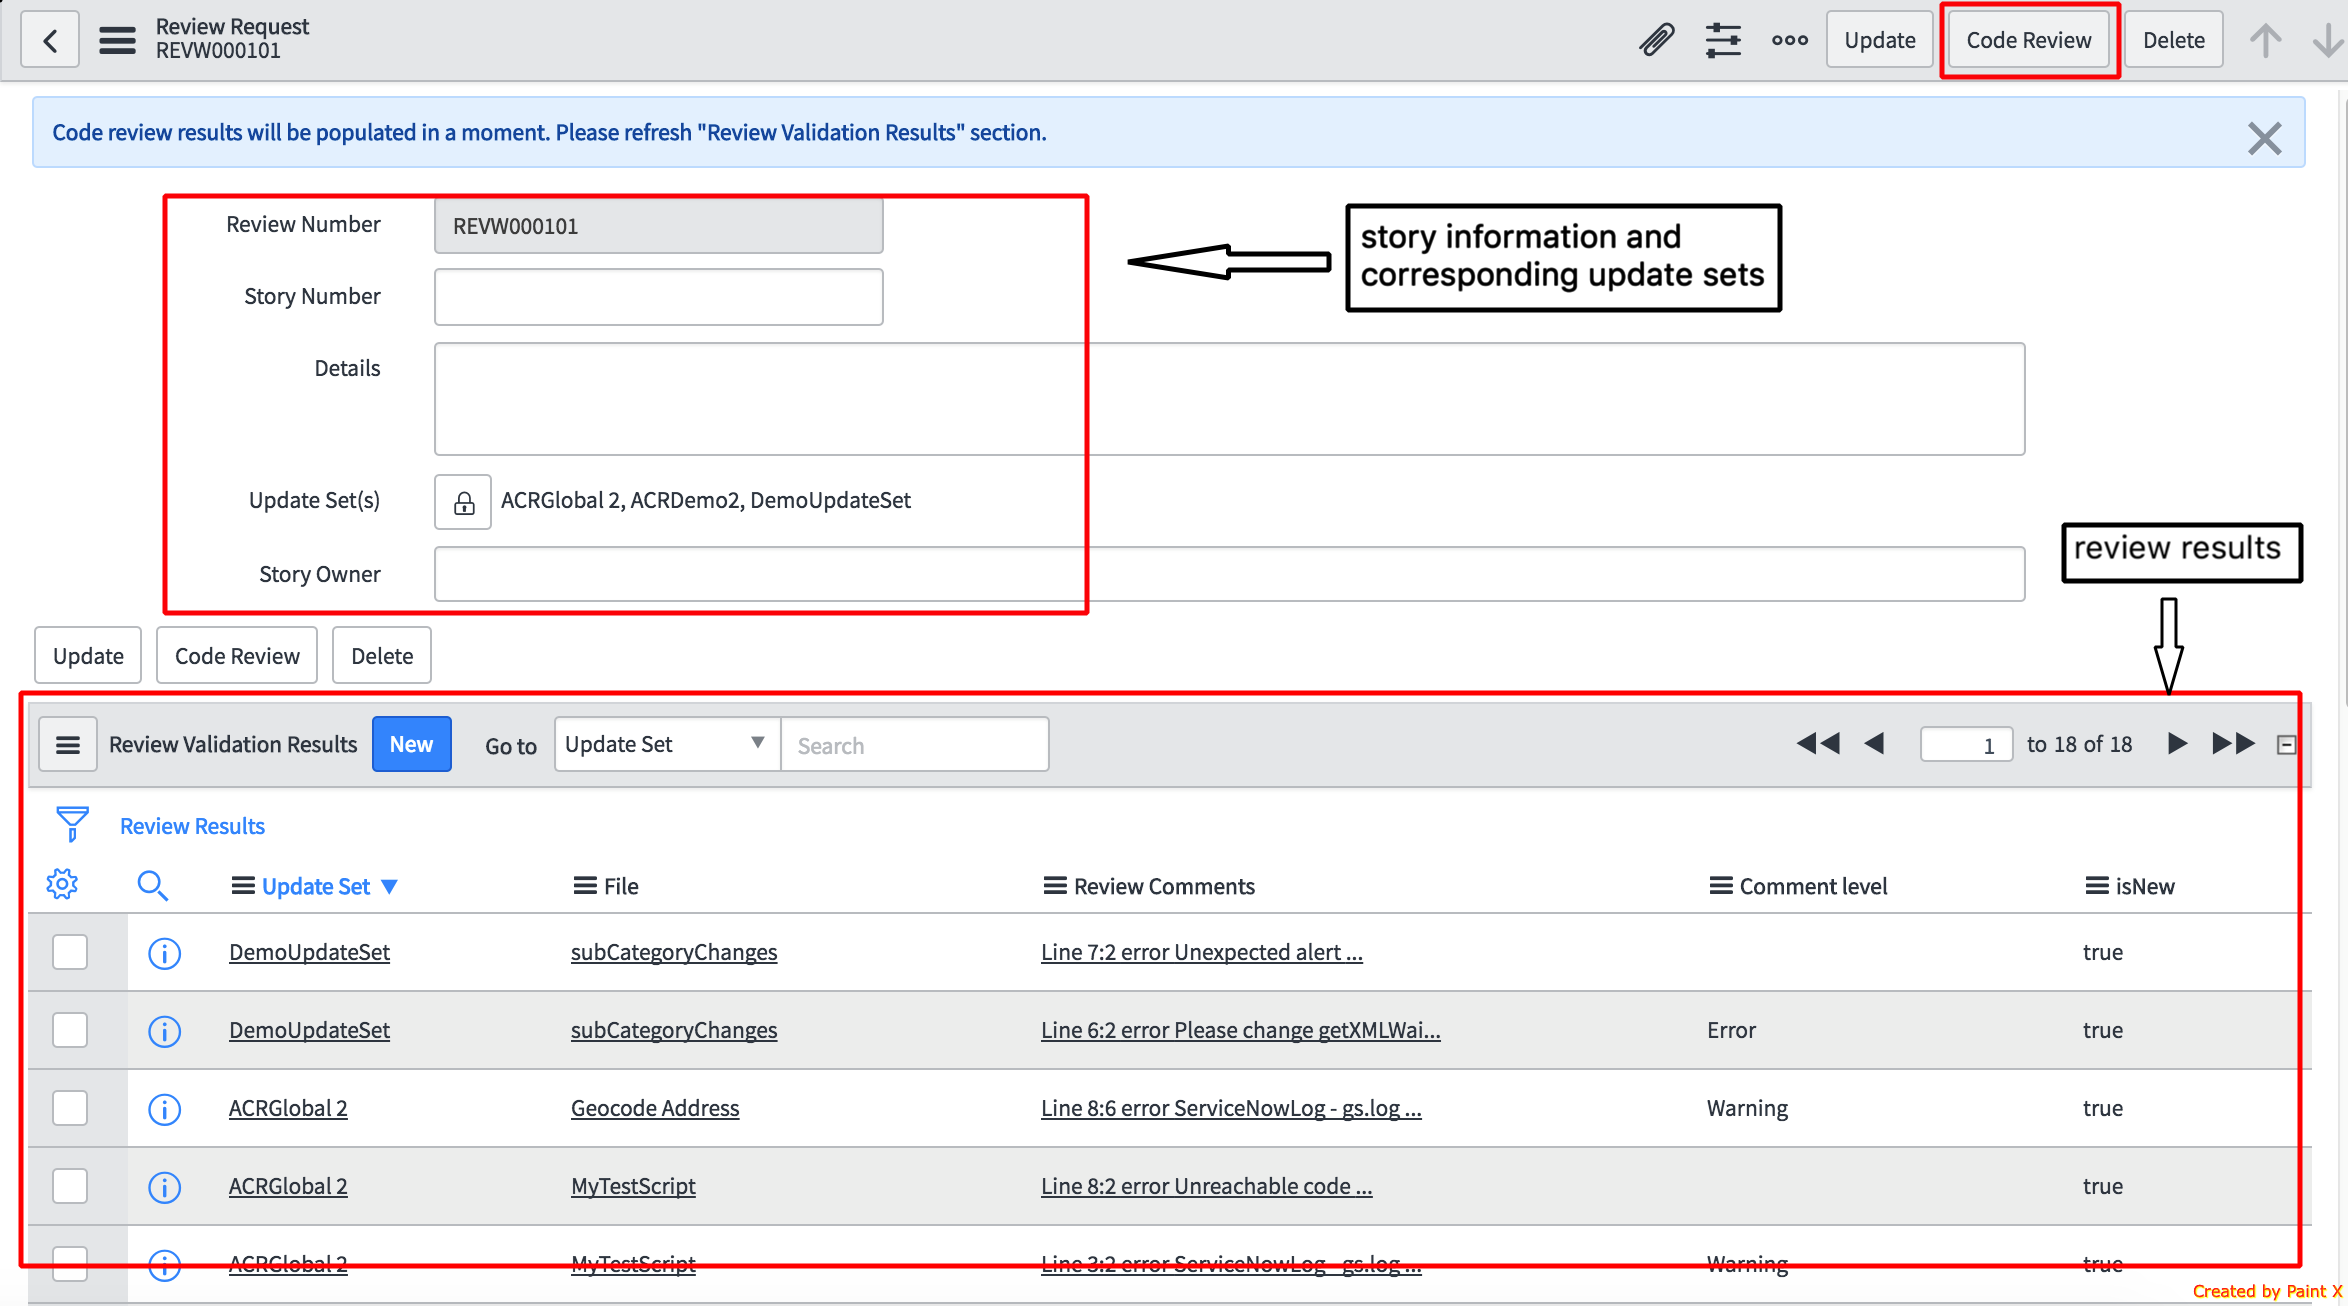 Review Request
REVW000101
Update
Code Review
Delete
Code review results will be populated in a moment. Please refresh "Review Validation Results" section.
Review Number
REVW000101
story information and
corresponding update sets
Story Number
Details
Update Set(s)
ACRGlobal 2, ACRDemo2, DemoUpdateSet
review results
Story Owner
Update
Code Review
Delete
Review Validation Results
New
Go to
Update Set
Search
1
to 18 of 18
Review Results
Update Set
File
Review Comments
Comment level
isNew
DemoUpdateSet
subCategoryChanges
Line 7:2 error Unexpected alert ...
true
DemoUpdateSet
subCategoryChanges
Line 6:2 error Please change getXMLWai...
Error
true
ACRGlobal 2
Geocode Address
Line 8:6 error ServiceNowLog - gs.log ...
Warning
true
ACRGlobal 2
MyTestScript
Line 8:2 error Unreachable code ...
true
ACRGlobal 2
MyTestScript
Line 3:2 error ServiceNowLog - gs.log ...
Warning
true
Created by Paint X